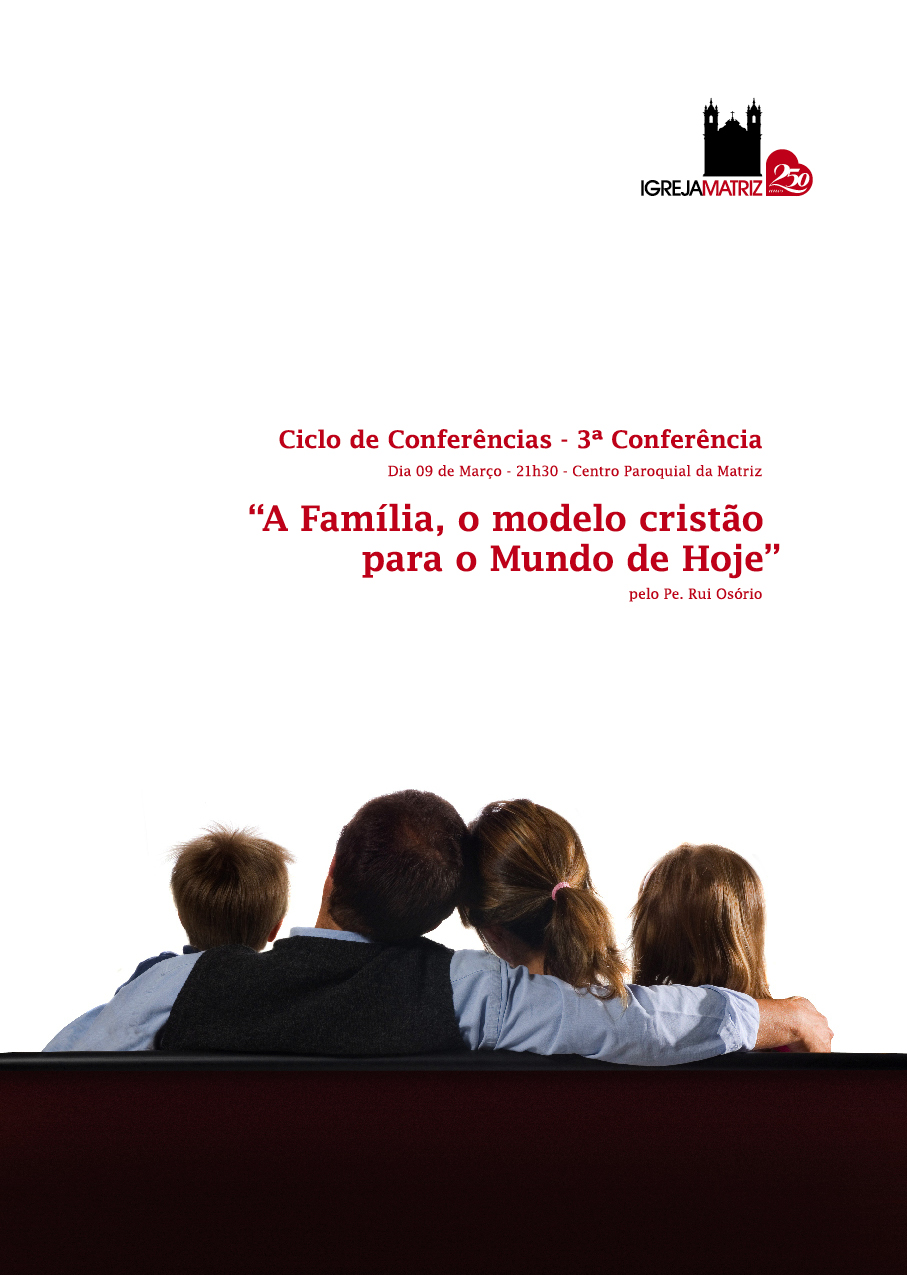 IGREJAMATRIZ
250
Ciclo de Conferências - 3ª Conferência
Dia 09 de Março - 21h30 - Centro Paroquial da Matriz
“A Família, o modelo cristão
para o Mundo de Hoje”
pelo Pe. Rui Osório